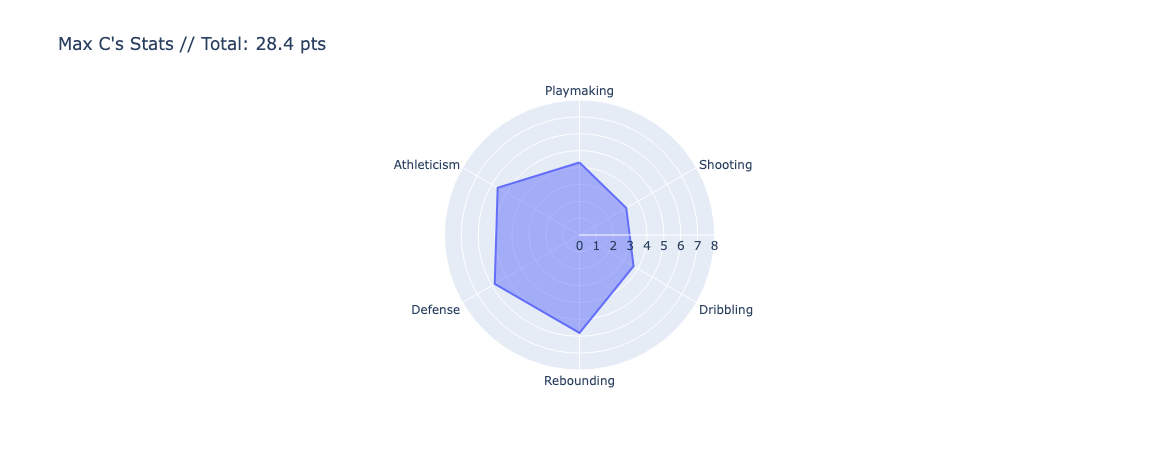 Max C's Stats // Total: 28.4 pts
Playmaking
Athleticism
Shooting
0 1 2 3 4 5 6 7 8
Defense
Dribbling
Rebounding